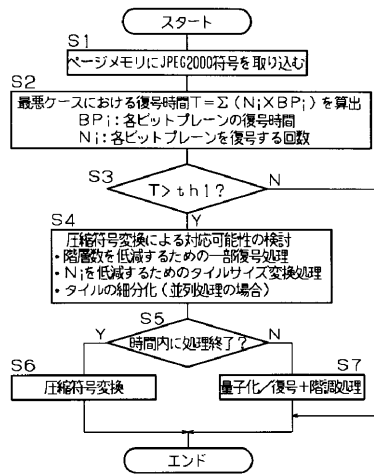 スタート
S1
ページメモリにJPEG2000符号を取り込む
S2
最悪ケースにおける復号時間T=Σ(Ni×BPi)を算出
BPi:各ビットプレーンの復号時間
Ni:各ビットプレーンを復号する回数
S3
T>th1?
N
Y
S4
圧縮符号変換による対応可能性の検討
・階層数を低減するための一部復号処理
・Niを低減するためのタイルサイズ変換処理
・タイルの細分化(並列処理の場合)
S5
Y
時間内に処理終了?
N
S6
圧縮符号変換
S7
量子化/復号+階調処理
エンド